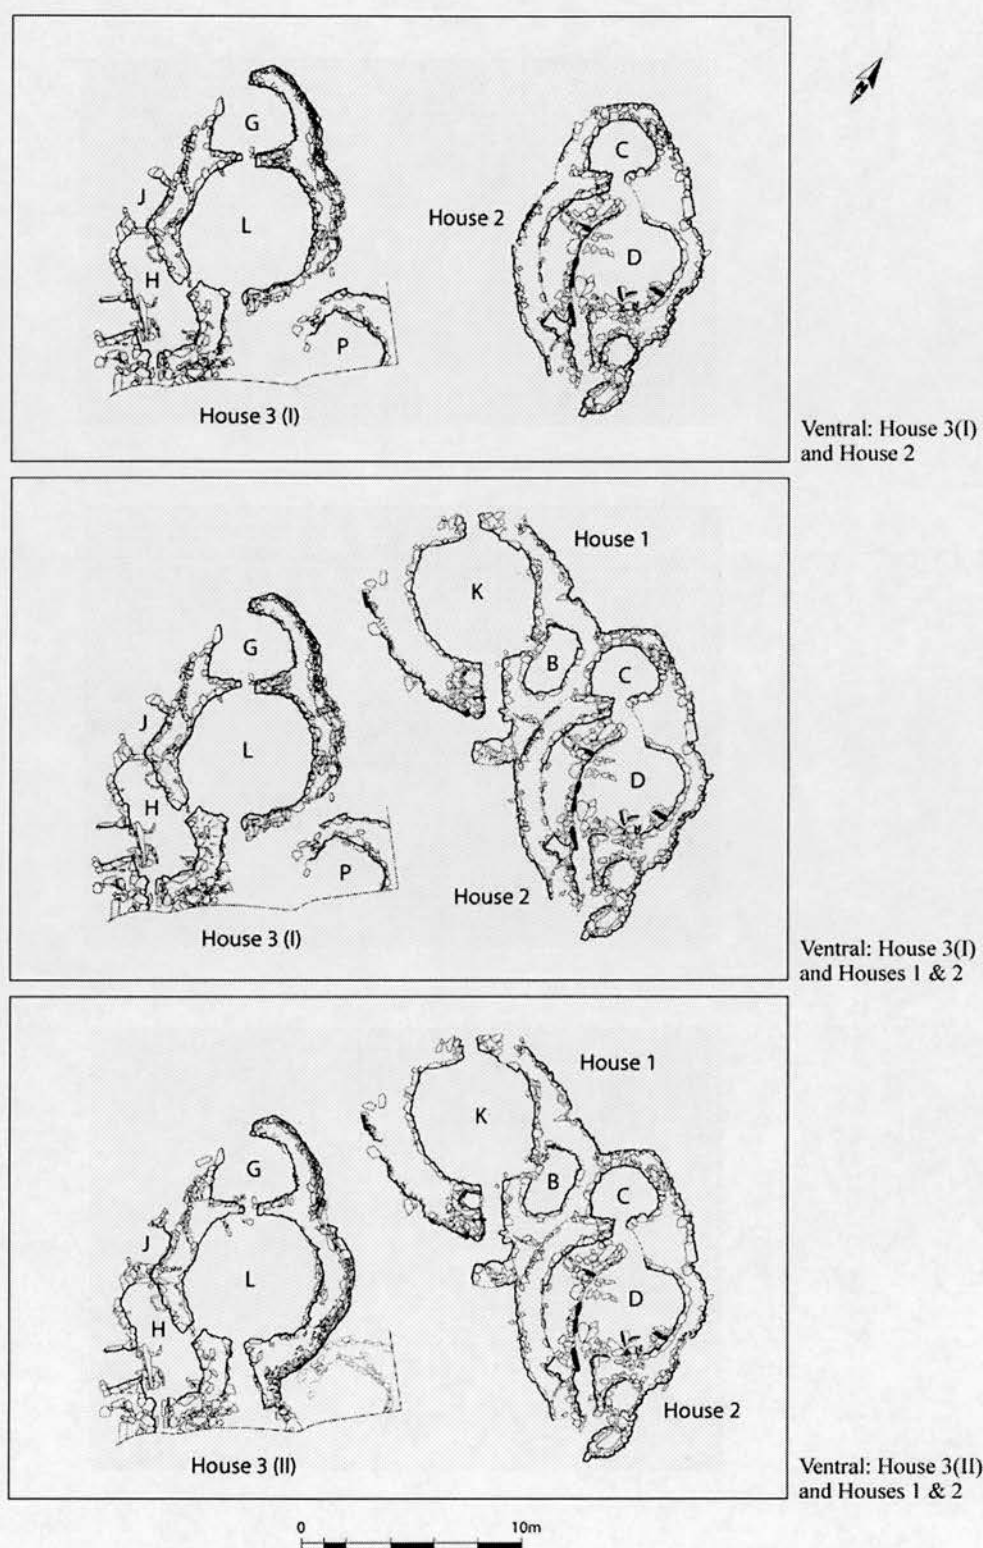 G
C
J
L
House 2
D
H
P
House 3 (I)
Ventral: House 3(I)
and House 2
House 1
K
G
B
C
J
L
D
H
P
House 2
House 3 (I)
Ventral: House 3(I)
and Houses 1 & 2
House 1
K
G
B
C
J
L
D
H
House 2
House 3 (II)
Ventral: House 3(II)
and Houses 1 & 2
0 10m